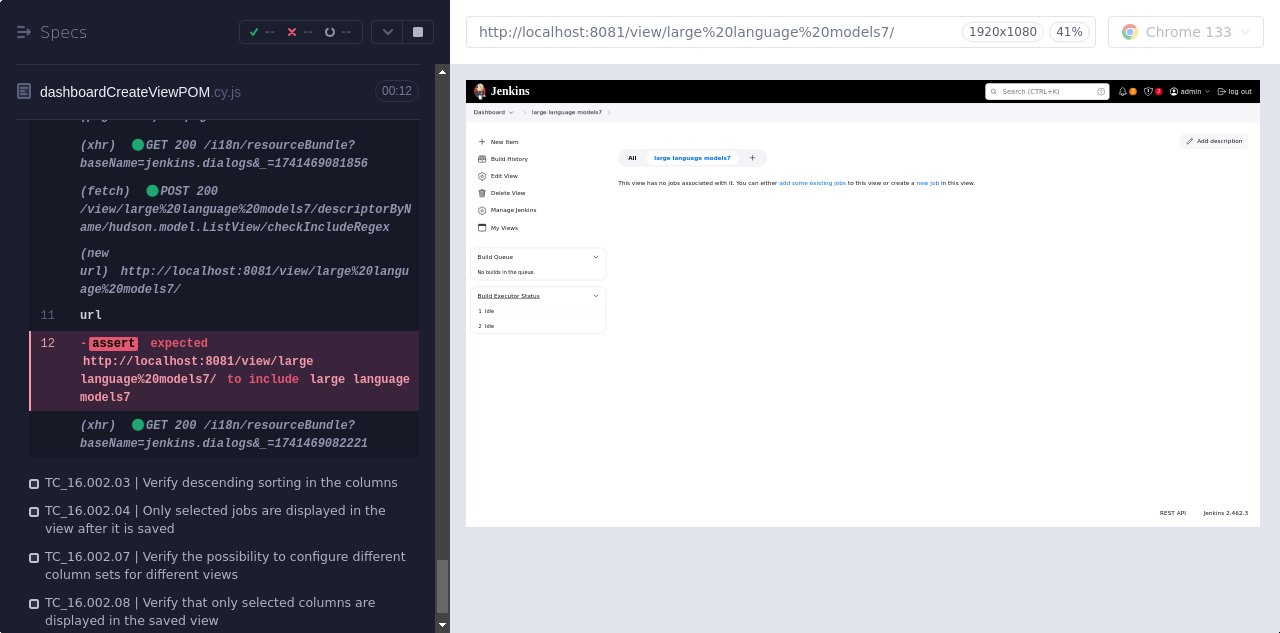 Specs
--
--
--
dashboardCreateViewPOM.cy.js
00:12
(xhr) GET 200 /i18n/resourceBundle?
baseName=jenkins.dialogs&_=1741469081856
(fetch) POST 200
/view/large%20language%20models7/descriptorByN
ame/hudson.model.ListView/checkIncludeRegex
(new
url) http://localhost:8081/view/large%20langu
age%20models7/
11 url
12 -assert expected
http://localhost:8081/view/large
language%20models7/ to include large language
models7
(xhr) GET 200 /i18n/resourceBundle?
baseName=jenkins.dialogs&_=1741469082221
TC_16.002.03 | Verify descending sorting in the columns
TC_16.002.04 | Only selected jobs are displayed in the
view after it is saved
TC_16.002.07 | Verify the possibility to configure different
column sets for different views
TC_16.002.08 | Verify that only selected columns are
displayed in the saved view
http://localhost:8081/view/large%20language%20models7/
1920x1080
41%
Chrome 133
Jenkins
Search (CTRL+K)
admin
log out
Dashboard
large language models7
New Item
Build History
Edit View
Delete View
Manage Jenkins
My Views
Build Queue
No builds in the queue.
Build Executor Status
1 Idle
2 Idle
Add description
All
large language models7
+
This view has no jobs associated with it. You can either add some existing jobs to this view or create a new job in this view.
REST API
Jenkins 2.462.3